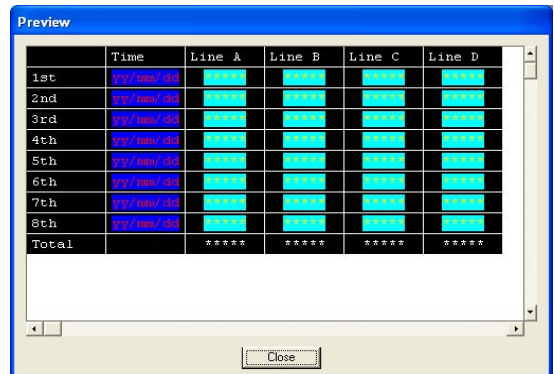 Preview
Time Line A Line B Line C Line D
1st yy/mm/dd ***** ***** ***** *****
2nd yy/mm/dd ***** ***** ***** *****
3rd yy/mm/dd ***** ***** ***** *****
4th yy/mm/dd ***** ***** ***** *****
5th yy/mm/dd ***** ***** ***** *****
6th yy/mm/dd ***** ***** ***** *****
7th yy/mm/dd ***** ***** ***** *****
8th yy/mm/dd ***** ***** ***** *****
Total ***** ***** ***** *****
Close